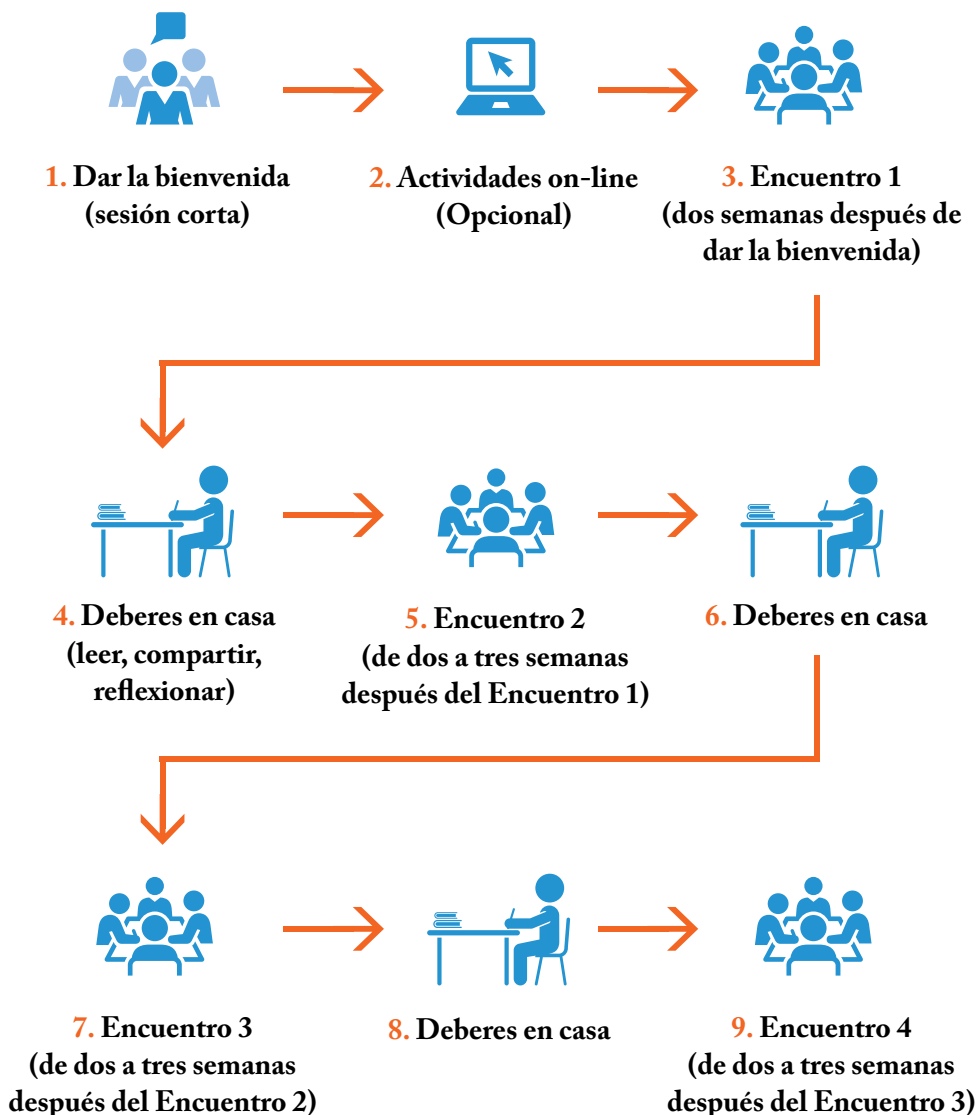 1. Dar la bienvenida
(sesión corta)
2. Actividades on-line
(Opcional)
3. Encuentro 1
(dos semanas después de
dar la bienvenida)
4. Deberes en casa
(leer, compartir,
reflexionar)
5. Encuentro 2
(de dos a tres semanas
después del Encuentro 1)
6. Deberes en casa
7. Encuentro 3
(de dos a tres semanas
después del Encuentro 2)
8. Deberes en casa
9. Encuentro 4
(de dos a tres semanas
después del Encuentro 3)